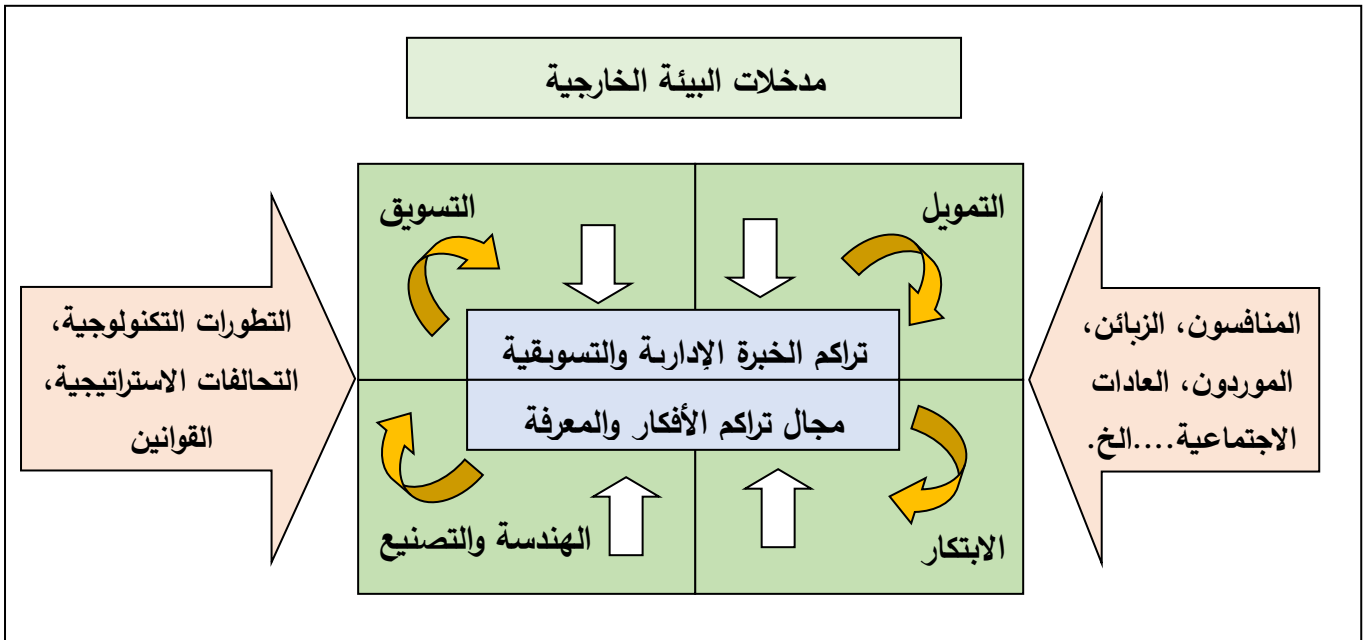 مدخلات البيئة الخارجية
التمويل
التسويق
المنافسون، الزبائن،
الموردون، العادات
الاجتماعية....الخ.
تراكم الخبرة الإدارية والتسويقية
مجال تراكم الأفكار والمعرفة
التطورات التكنولوجية،
التحالفات الاستراتيجية،
القوانين
الابتكار
الهندسة والتصنيع